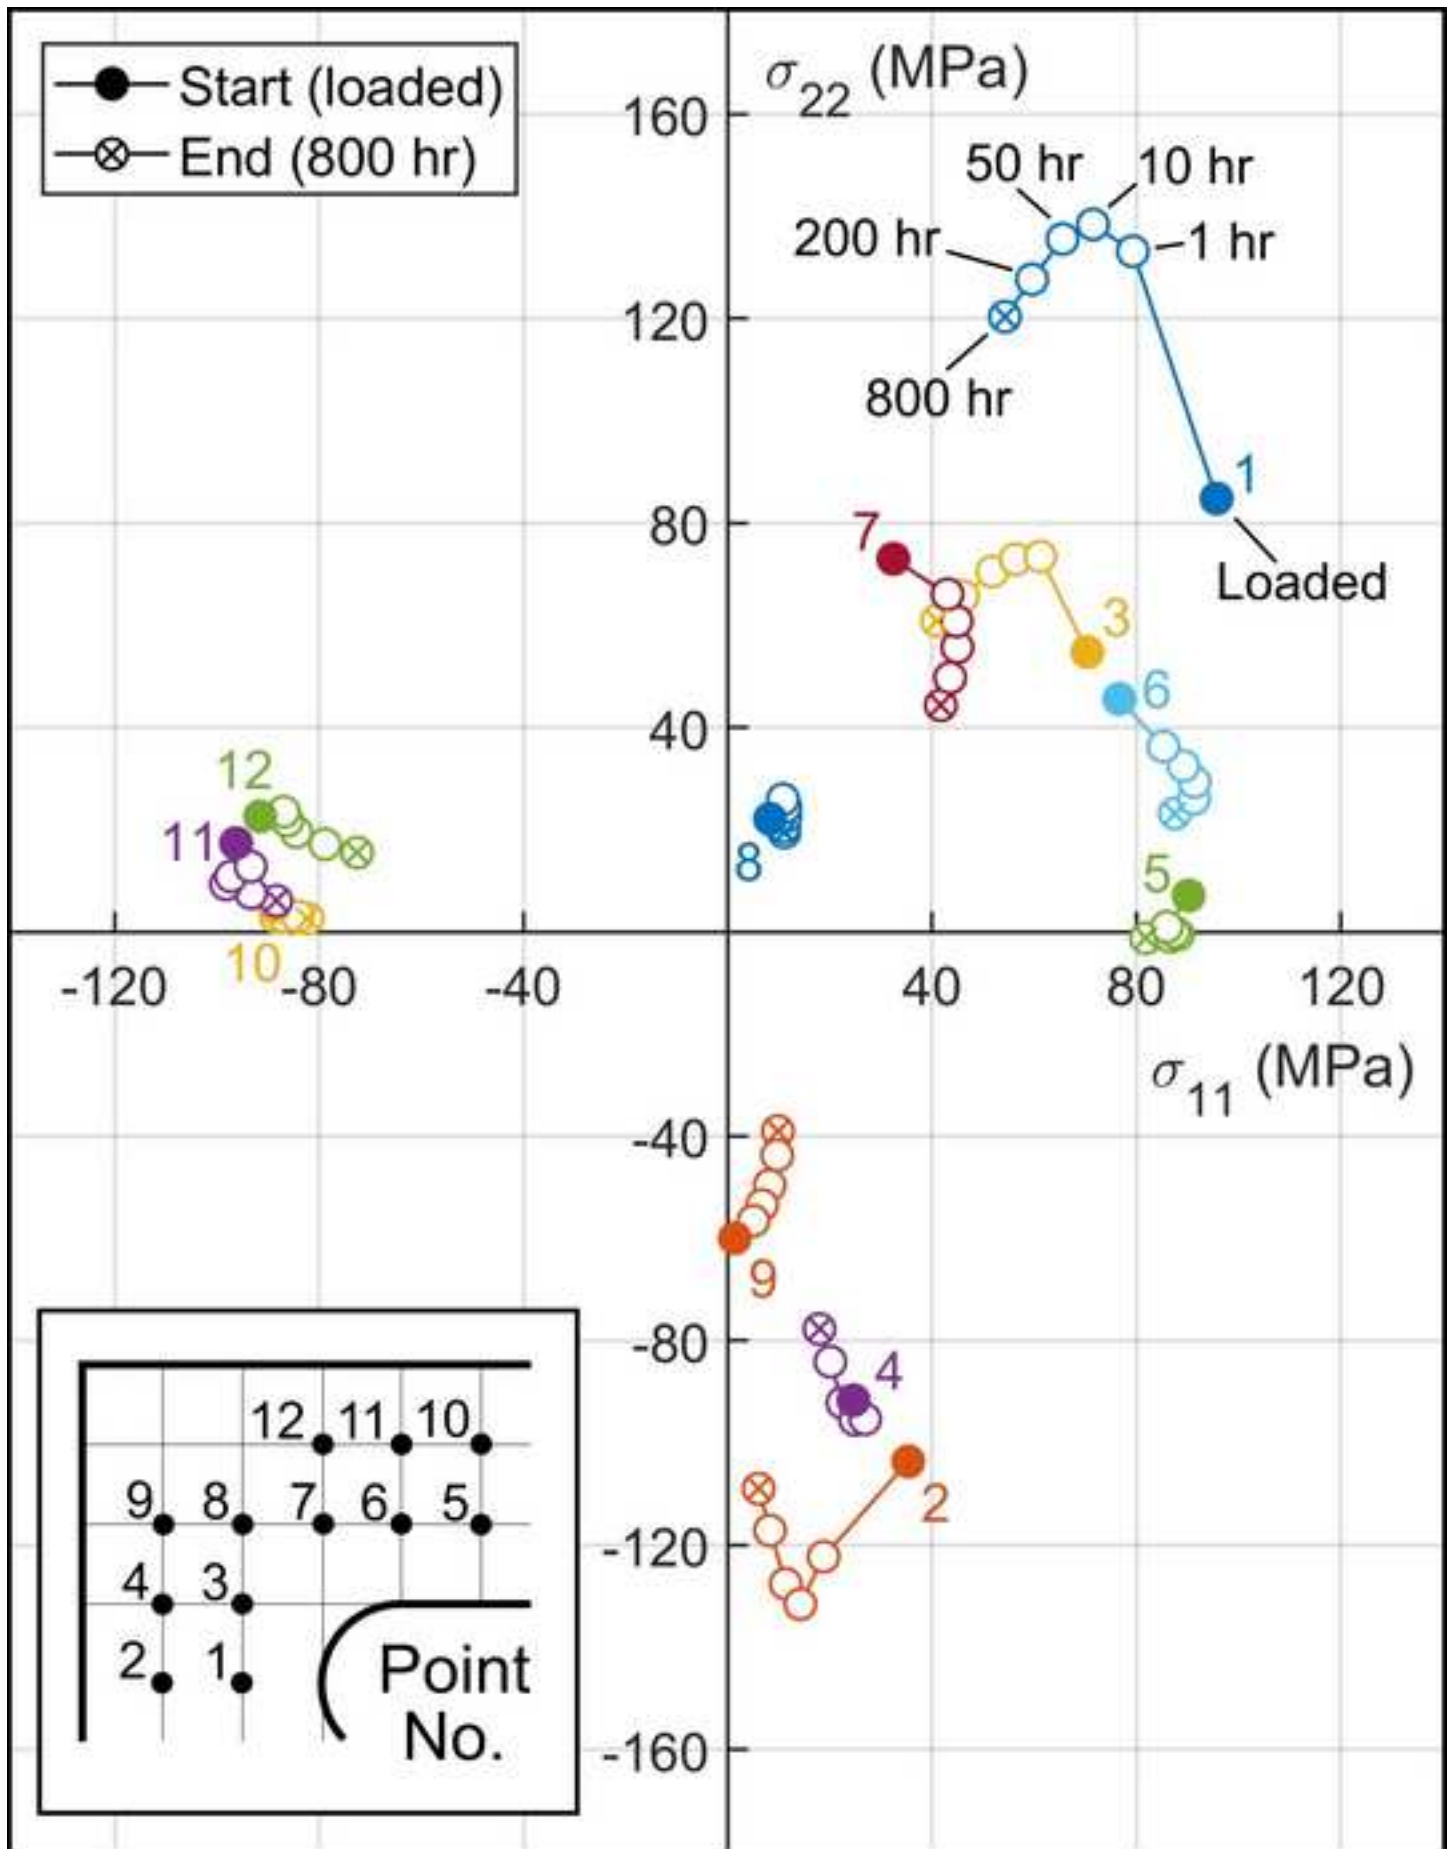 Start (loaded)
End (800 hr)
σ22 (MPa)
160
50 hr
10 hr
200 hr
1 hr
120
800 hr
1
Loaded
80
7
3
6
40
12
11
8
5
10
-120
-80
-40
40
80
120
σ11 (MPa)
-40
9
-80
4
2
-120
-160
12 11 10
9 8 7 6 5
4 3
2 1
Point
No.